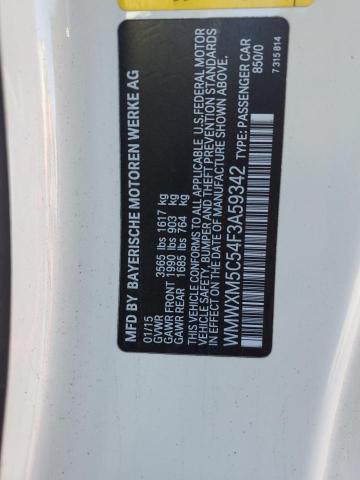 MFD BY BAYERISCHE MOTOREN WERKE AG
01/15
GVWR 3565 lbs 1617 kg
GAWR FRONT 1990 lbs 903 kg
GAWR REAR 1685 lbs 764 kg
THIS VEHICLE CONFORMS TO ALL APPLICABLE U.S. FEDERAL MOTOR
VEHICLE SAFETY, BUMPER AND THEFT PREVENTION STANDARDS
IN EFFECT ON THE DATE OF MANUFACTURE SHOWN ABOVE.
WMWXM5C54F3A59342 TYPE: PASSENGER CAR
850/0
7 315 814